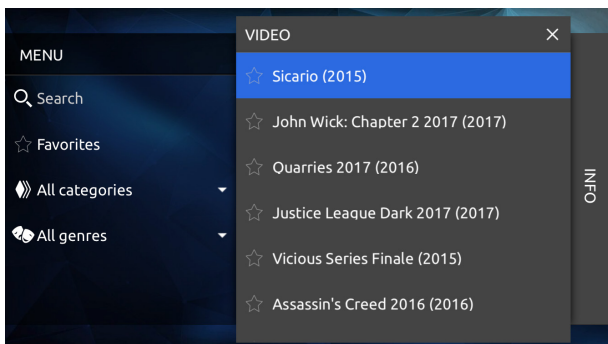 MENU
Search
Favorites
All categories
All genres
VIDEO
Sicario (2015)
John Wick: Chapter 2 2017 (2017)
Quarries 2017 (2016)
Justice League Dark 2017 (2017)
Vicious Series Finale (2015)
Assassin's Creed 2016 (2016)
INFO